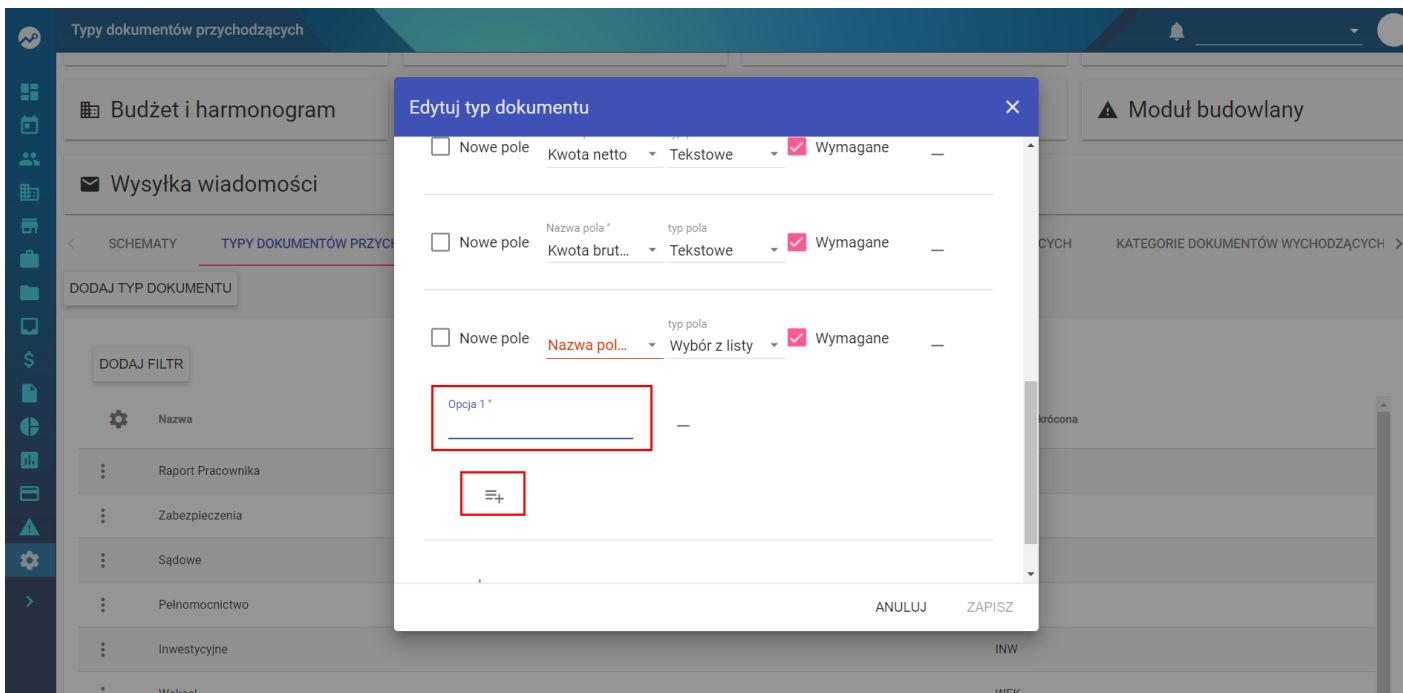 Typy dokumentów przychodzących
Budżet i harmonogram
Moduł budowlany
Wysyłka wiadomości
SCHEMATY
TYPY DOKUMENTÓW PRZYC
CYCH
KATEGORIE DOKUMENTÓW WYCHODZĄCYCH
DODAJ TYP DOKUMENTU
DODAJ FILTR
Nazwa
krócona
Raport Pracownika
Zabezpieczenia
Sądowe
Pełnomocnictwo
Inwestycyjne
INW
Edytuj typ dokumentu
Nowe pole
Kwota netto
Tekstowe
Wymagane
Nazwa pola *
typ pola
Nowe pole
Kwota brut...
Tekstowe
Wymagane
typ pola
Nowe pole
Nazwa pol...
Wybór z listy
Wymagane
Opcja 1 *
ANULUJ
ZAPISZ